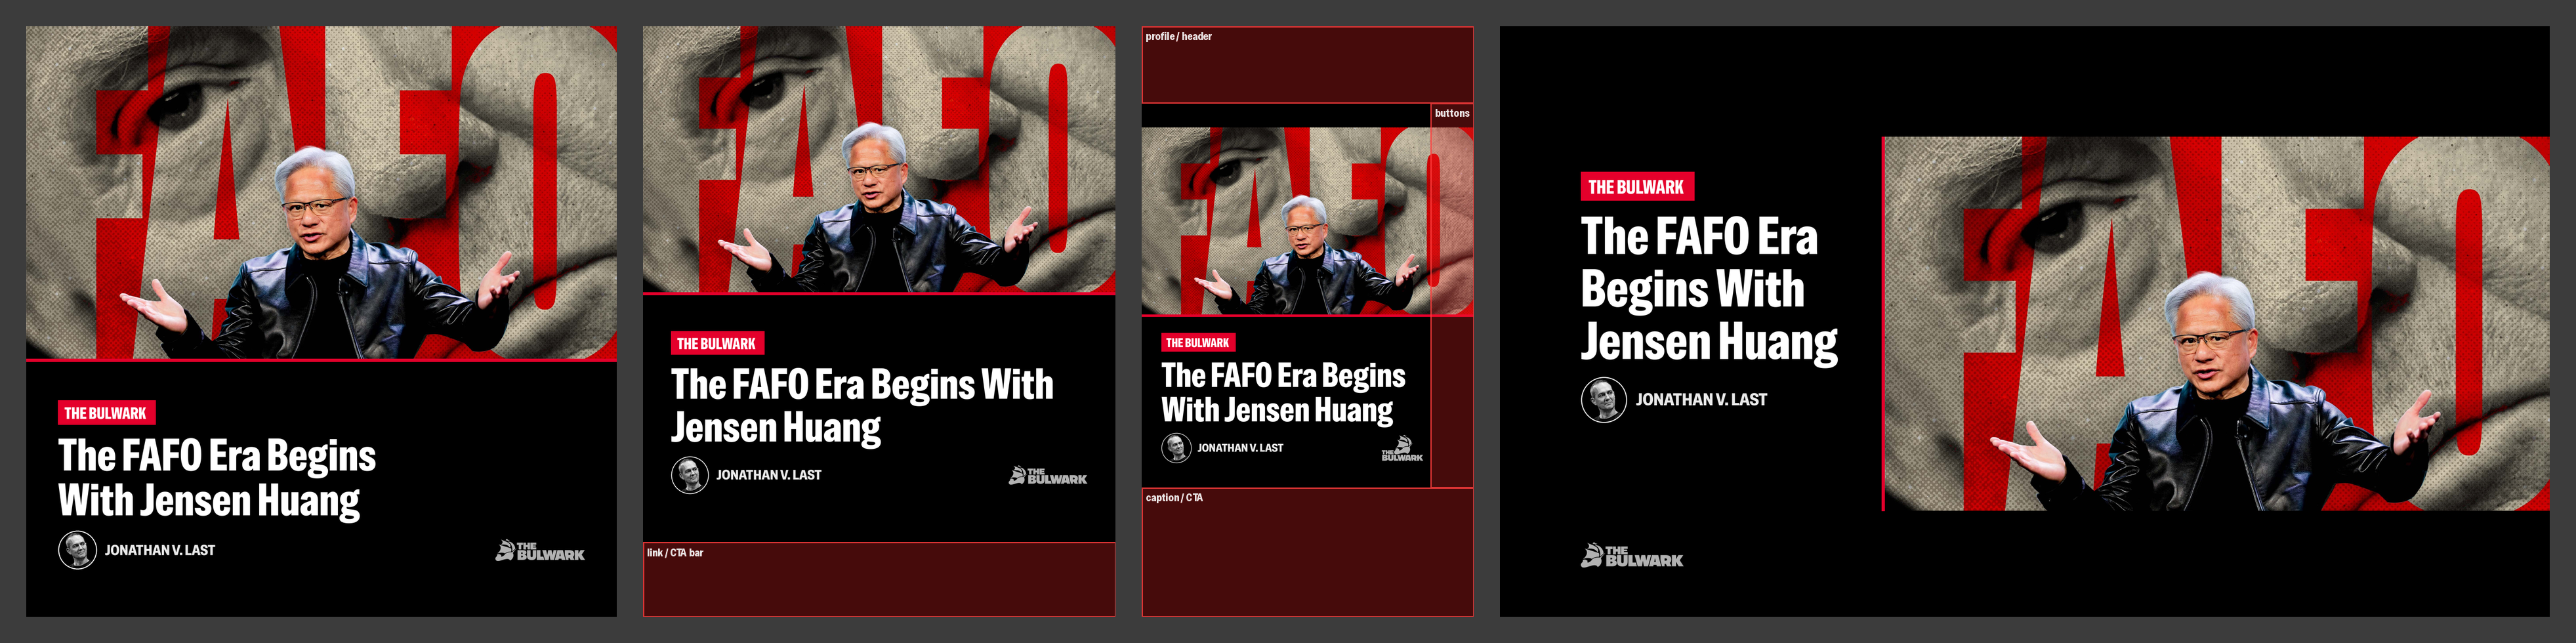 FAFO
THE BULWARK
The FAFO Era Begins
With Jensen Huang
JONATHAN V. LAST
THE
BULWARK
FAFO
THE BULWARK
The FAFO Era Begins With
Jensen Huang
JONATHAN V. LAST
THE
BULWARK
link / CTA bar
profile / header
buttons
FAFO
THE BULWARK
The FAFO Era Begins
With Jensen Huang
JONATHAN V. LAST
THE
BULWARK
caption / CTA
THE BULWARK
The FAFO Era
Begins With
Jensen Huang
JONATHAN V. LAST
THE
BULWARK
FAFO